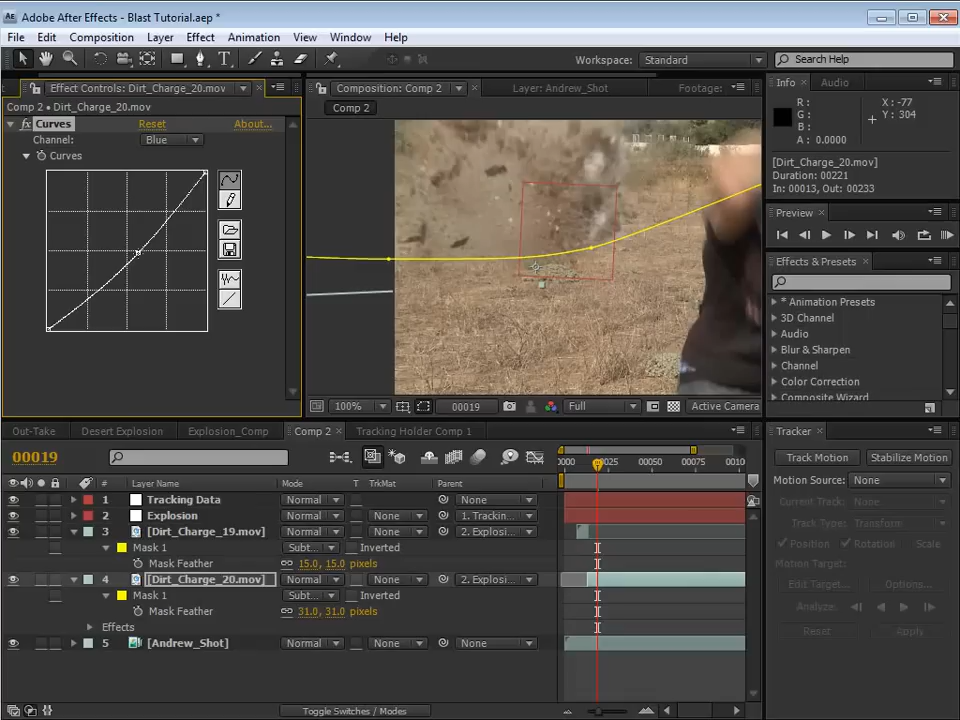 Adobe After Effects - Blast Tutorial.aep *
File Edit Composition Layer Effect Animation View Window Help
Workspace: Standard Search Help
Effect Controls: Dirt_Charge_20.mov
Comp 2 • Dirt_Charge_20.mov
fx Curves Reset About...
Channel: Blue
Curves
Composition: Comp 2 Layer: Andrew_Shot Footage:
Comp 2
100% 00019 Full Active Camera
Info Audio
R : X : -77
G : Y : 304
B :
A : 0.0000
[Dirt_Charge_20.mov]
Duration: 00221
In: 00013, Out: 00233
Preview
Effects & Presets
* Animation Presets
3D Channel
Audio
Blur & Sharpen
Channel
Color Correction
Composite Wizard
Out-Take Desert Explosion Explosion_Comp Comp 2 Tracking Holder Comp 1
00019
0000 00025 00050 00075 0010
# Layer Name Mode T TrkMat Parent
1 Tracking Data Normal None
2 Explosion Normal None 1. Trackin...
3 [Dirt_Charge_19.mov] Normal None 2. Explosi...
Mask 1 Subt... Inverted
Mask Feather 15.0, 15.0 pixels
4 [Dirt_Charge_20.mov] Normal None 2. Explosi...
Mask 1 Subt... Inverted
Mask Feather 31.0, 31.0 pixels
Effects
5 [Andrew_Shot] Normal None None
Toggle Switches / Modes
Tracker
Track Motion Stabilize Motion
Motion Source: None
Current Track: None
Track Type: Transform
Position Rotation Scale
Motion Target:
Edit Target... Options...
Analyze:
Reset Apply